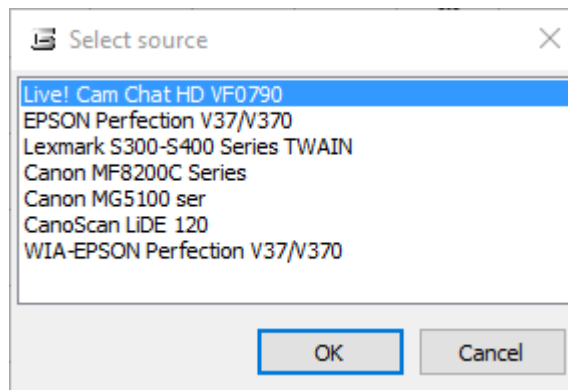 Select source
Live! Cam Chat HD VF0790
EPSON Perfection V37/V370
Lexmark S300-S400 Series TWAIN
Canon MF8200C Series
Canon MG5100 ser
CanoScan LiDE 120
WIA-EPSON Perfection V37/V370
OK
Cancel